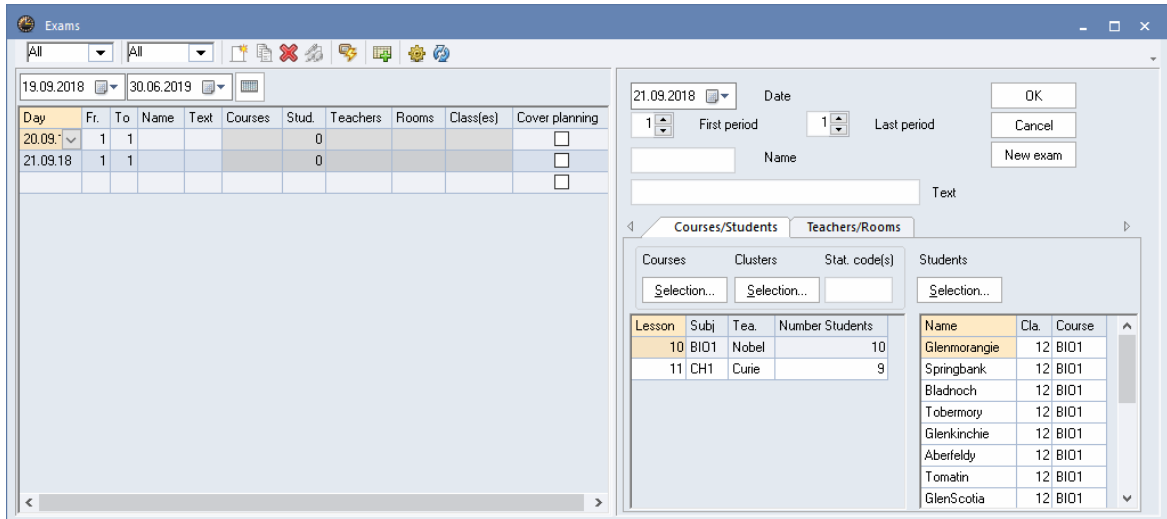 Exams
All All
19.09.2018 30.06.2019
Day Fr. To Name Text Courses Stud. Teachers Rooms Class(es) Cover planning
20.09. 1 1 0
21.09.18 1 1 0
21.09.2018 Date OK
1 First period 1 Last period Cancel
Name New exam
Text
Courses/Students Teachers/Rooms
Courses Clusters Stat. code(s) Students
Selection... Selection... Selection...
Lesson Subj Tea. Number Students
10 BIO1 Nobel 10
11 CH1 Curie 9
Name Cla. Course
Glenmorangie 12 BIO1
Springbank 12 BIO1
Bladnoch 12 BIO1
Tobermory 12 BIO1
Glenkinchie 12 BIO1
Aberfeldy 12 BIO1
Tomatin 12 BIO1
GlenScotia 12 BIO1